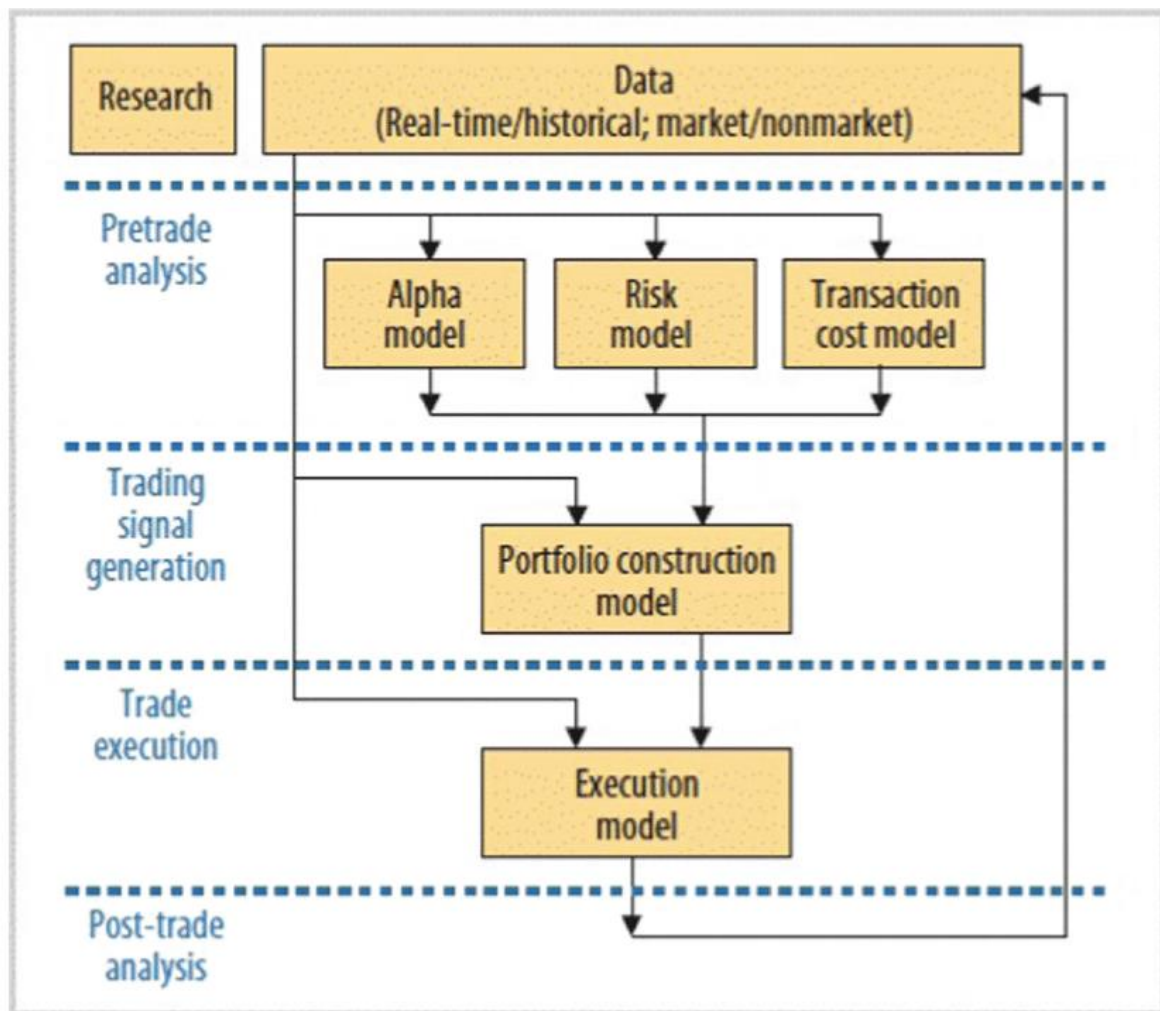 Research
Data
(Real-time/historical; market/nonmarket)
Pretrade
analysis
Alpha
model
Risk
model
Transaction
cost model
Trading
signal
generation
Portfolio construction
model
Trade
execution
Execution
model
Post-trade
analysis